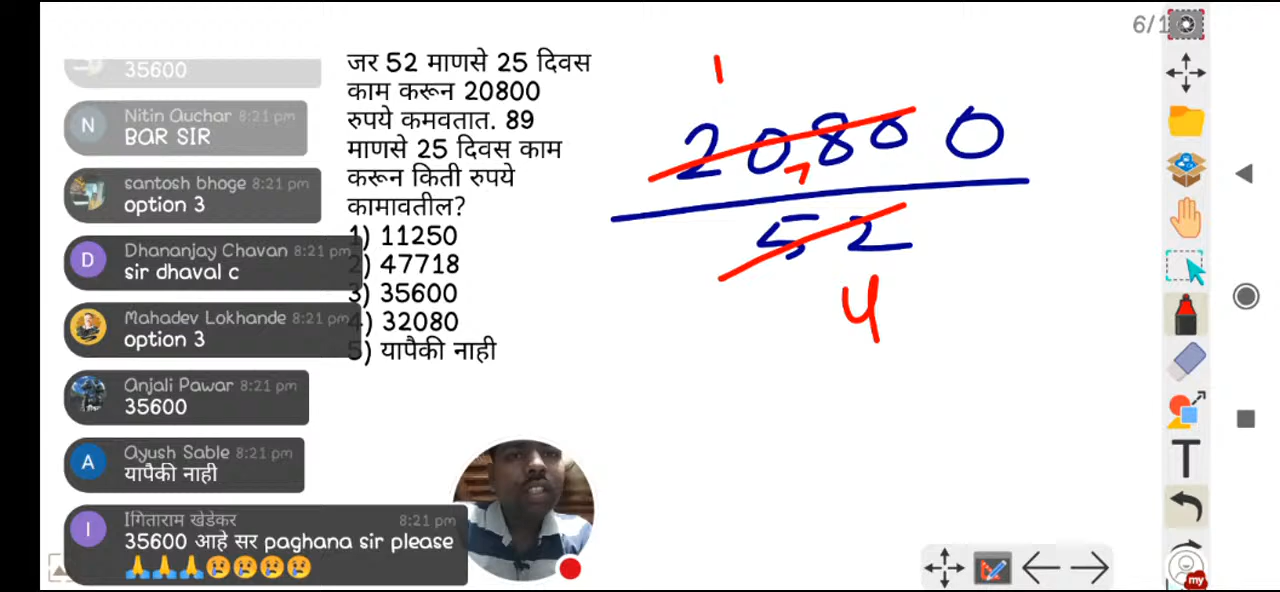 35600
Nitin Auchar 8:21 pm
BAR SIR
santosh bhoge 8:21 pm
option 3
Dhananjay Chavan 8:21 pm
sir dhaval c
Mahadev Lokhande 8:21 pm
option 3
Anjali Pawar 8:21 pm
35600
Ayush Sable 8:21 pm
यापैकी नाही
Iगिताराम खेडेकर 8:21 pm
35600 आहे सर paghana sir please
🙏🙏🙏😢😢😢😢
जर 52 माणसे 25 दिवस
काम करून 20800
रुपये कमवतात. 89
माणसे 25 दिवस काम
करून किती रुपये
कामावतील?
1) 11250
2) 47718
3) 35600
4) 32080
5) यापैकी नाही
1
20800
52
4
6/1
N
D
A
I
T
my